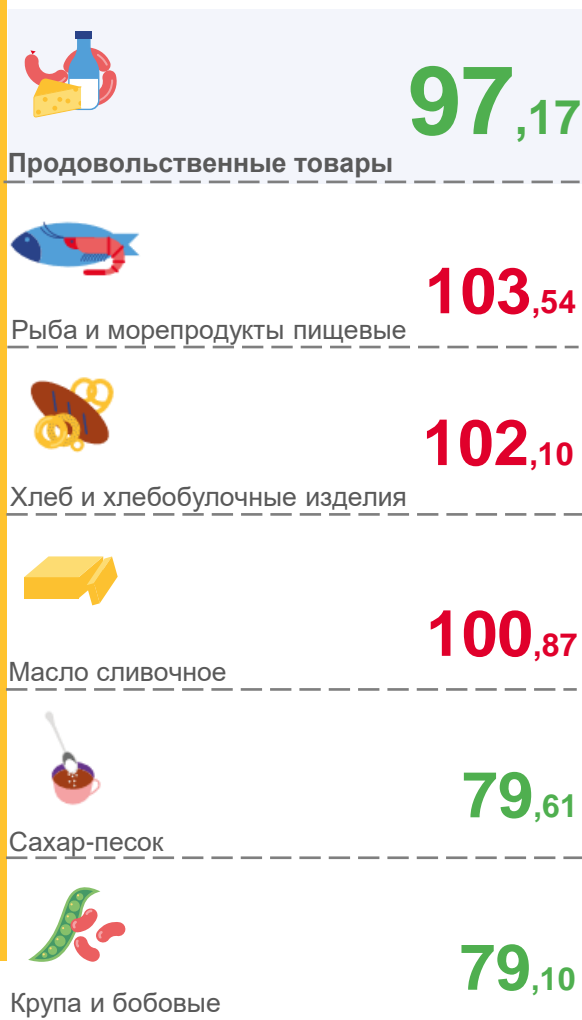 97,17
Продовольственные товары
103,54
Рыба и морепродукты пищевые
102,10
Хлеб и хлебобулочные изделия
100,87
Масло сливочное
79,61
Сахар-песок
79,10
Крупа и бобовые